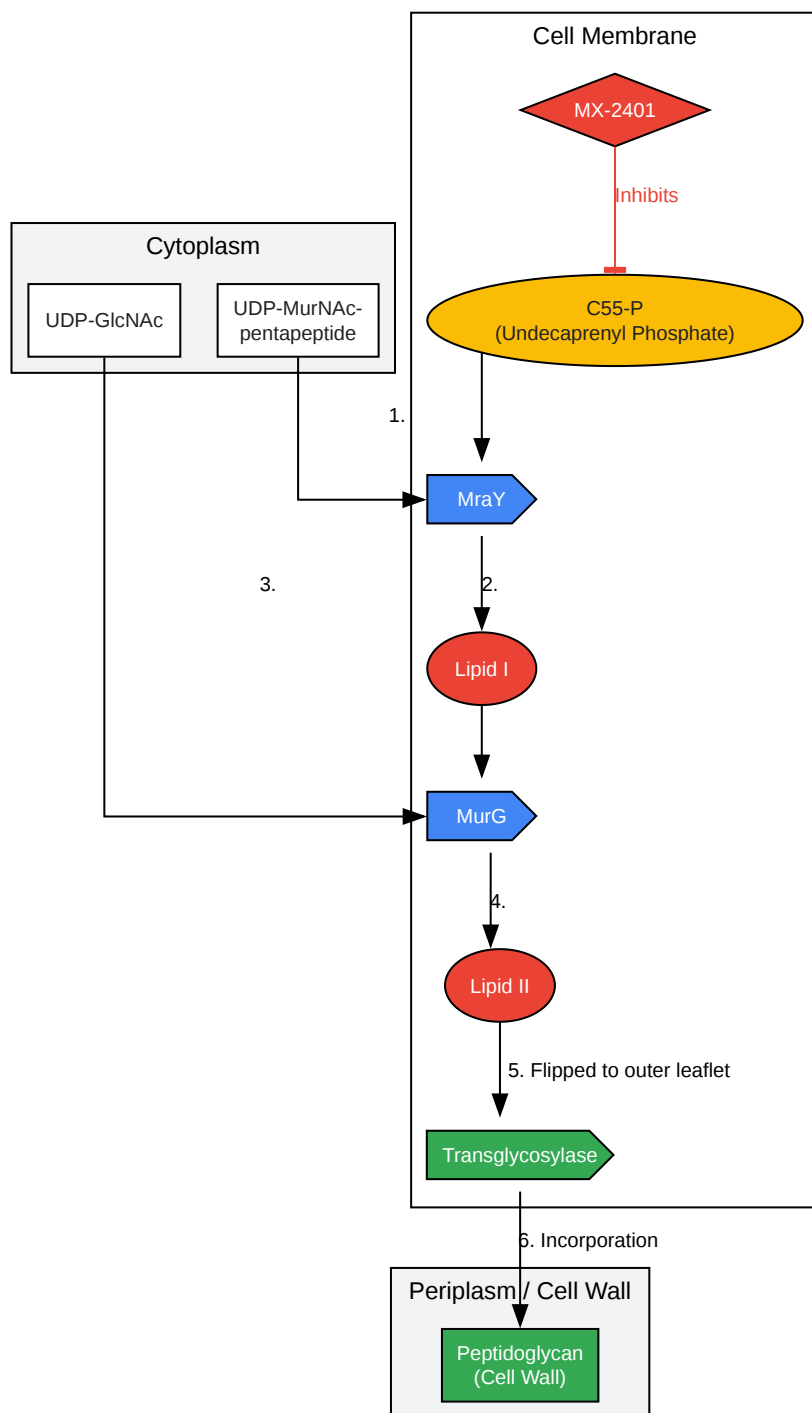 Cell Membrane
MX-2401
Inhibits
Cytoplasm
UDP-GlcNAc
UDP-MurNAc-
pentapeptide
C55-P
(Undecaprenyl Phosphate)
1.
MraY
2.
3.
Lipid I
MurG
4.
Lipid II
5. Flipped to outer leaflet
Transglycosylase
6. Incorporation
Periplasm / Cell Wall
Peptidoglycan
(Cell Wall)